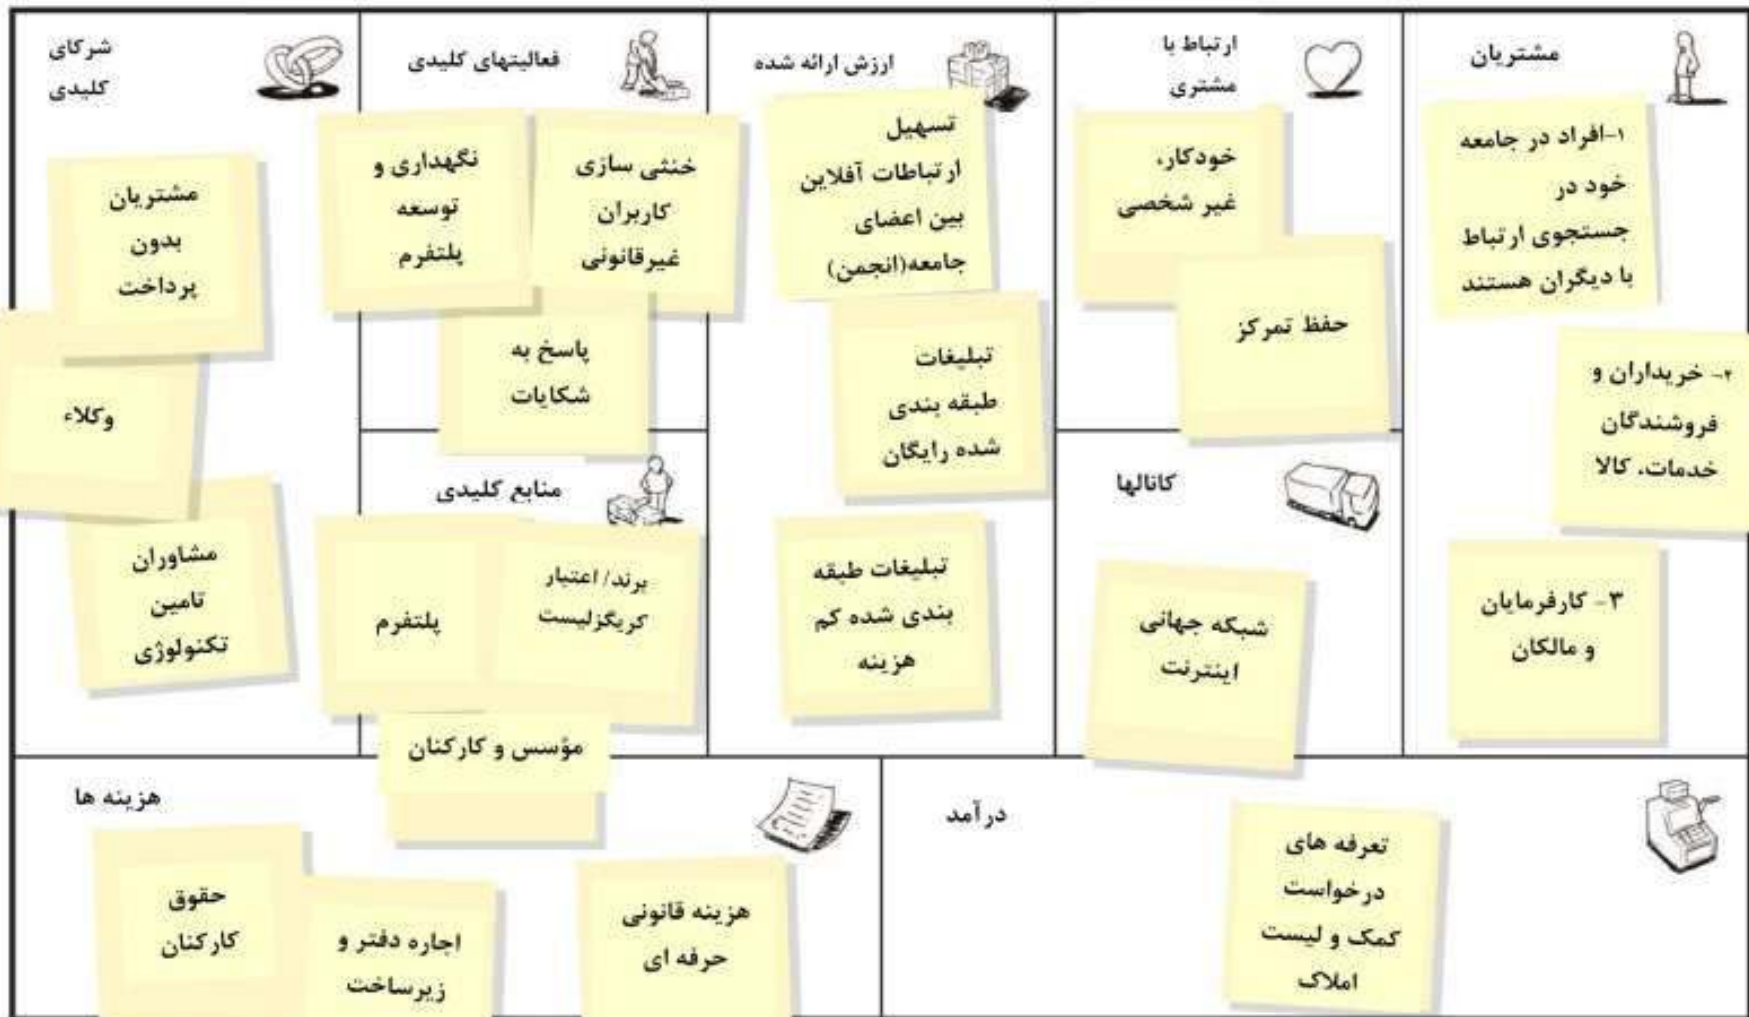 مشتریان
۱-افراد در جامعه
خود در
جستجوی ارتباط
با دیگران هستند
۲- خریداران و
فروشندگان
خدمات، کالا
۳- کارفرمایان
و مالکان
ارتباط با
مشتری
خودکار،
غیر شخصی
حفظ تمرکز
کانالها
شبکه جهانی
اینترنت
ارزش ارائه شده
تسهیل
ارتباطات آفلاین
بین اعضای
جامعه(انجمن)
تبلیغات
طبقه بندی
شده رایگان
تبلیغات طبقه
بندی شده کم
هزینه
فعالیتهای کلیدی
خنثی سازی
کاربران
غیرقانونی
نگهداری و
توسعه
پلتفرم
پاسخ به
شکایات
منابع کلیدی
برند/ اعتبار
کریگزلیست
پلتفرم
مؤسس و کارکنان
شرکای
کلیدی
مشتریان
بدون
پرداخت
وکلاء
مشاوران
تامین
تکنولوژی
درآمد
تعرفه های
درخواست
کمک و لیست
املاک
هزینه ها
هزینه قانونی
حرفه ای
اجاره دفتر و
زیرساخت
حقوق
کارکنان